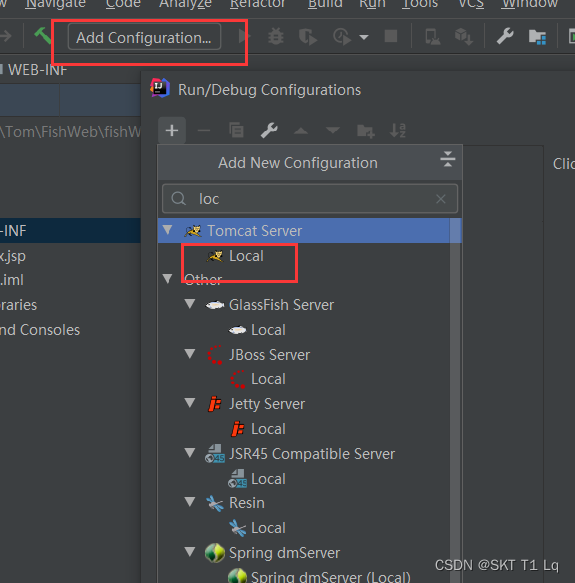 Navigate Code Analyze Refactor Build Run Tools VCS Window
Add Configuration...
WEB-INF
Run/Debug Configurations
\Tom\FishWeb\fishW
Add New Configuration
Clic
loc
-INF
Tomcat Server
x.jsp
Local
.iml
Other
raries
GlassFish Server
nd Consoles
Local
JBoss Server
Local
Jetty Server
Local
JSR45 Compatible Server
Local
Resin
Local
Spring dmServer
Spring dmServer (Local)
CSDN @SKT T1 Lq